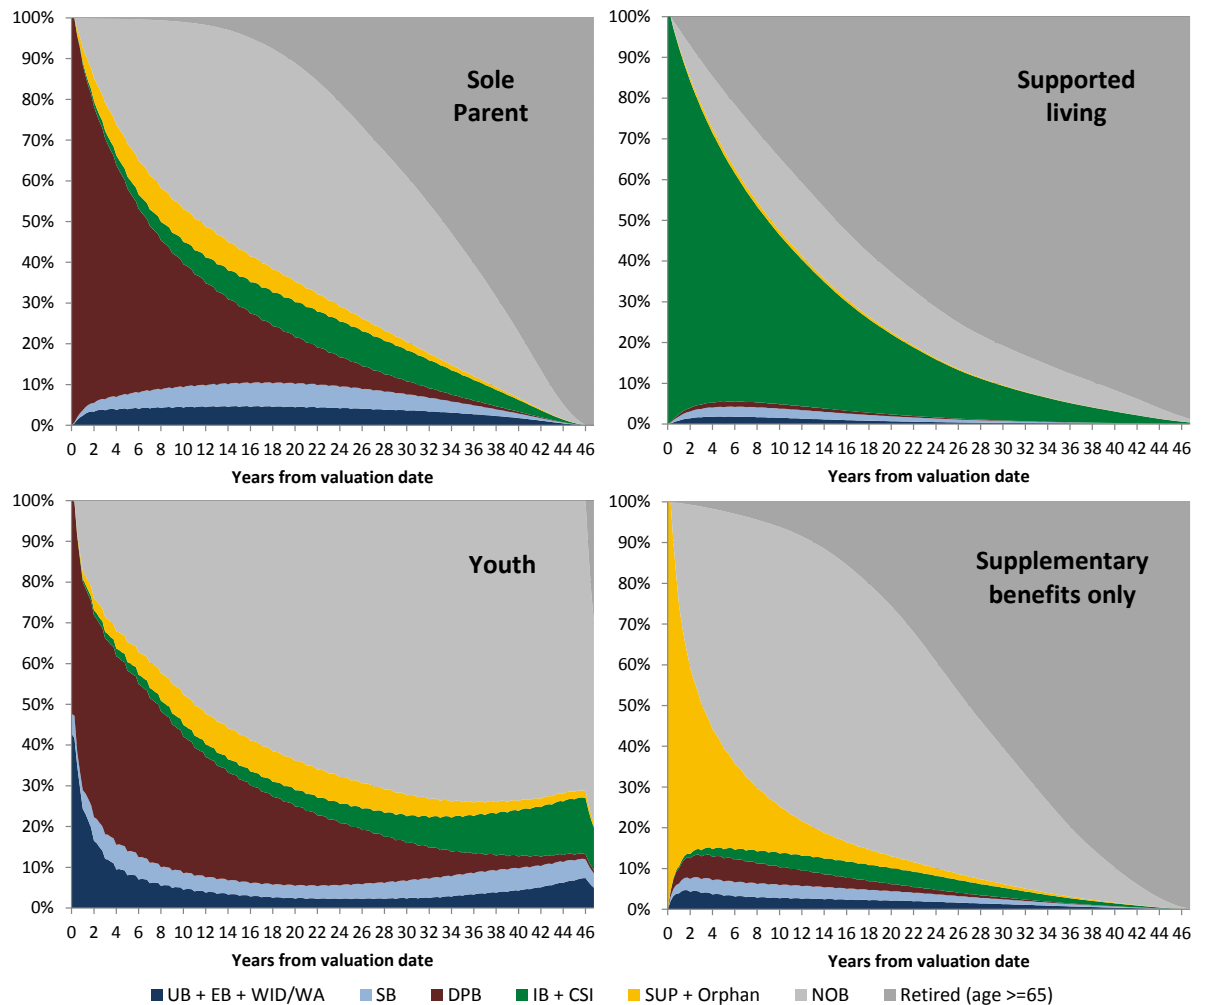 100%
90%
80%
70%
60%
50%
40%
30%
20%
10%
0%
Sole
Parent
0 2 4 6 8 10 12 14 16 18 20 22 24 26 28 30 32 34 36 38 40 42 44 46
Years from valuation date
100%
90%
80%
70%
60%
50%
40%
30%
20%
10%
0%
Supported
living
0 2 4 6 8 10 12 14 16 18 20 22 24 26 28 30 32 34 36 38 40 42 44 46
Years from valuation date
100%
90%
80%
70%
60%
50%
40%
30%
20%
10%
0%
Youth
0 2 4 6 8 10 12 14 16 18 20 22 24 26 28 30 32 34 36 38 40 42 44 46
Years from valuation date
100%
90%
80%
70%
60%
50%
40%
30%
20%
10%
0%
Supplementary
benefits only
0 2 4 6 8 10 12 14 16 18 20 22 24 26 28 30 32 34 36 38 40 42 44 46
Years from valuation date
UB + EB + WID/WA SB DPB IB + CSI SUP + Orphan NOB Retired (age >=65)